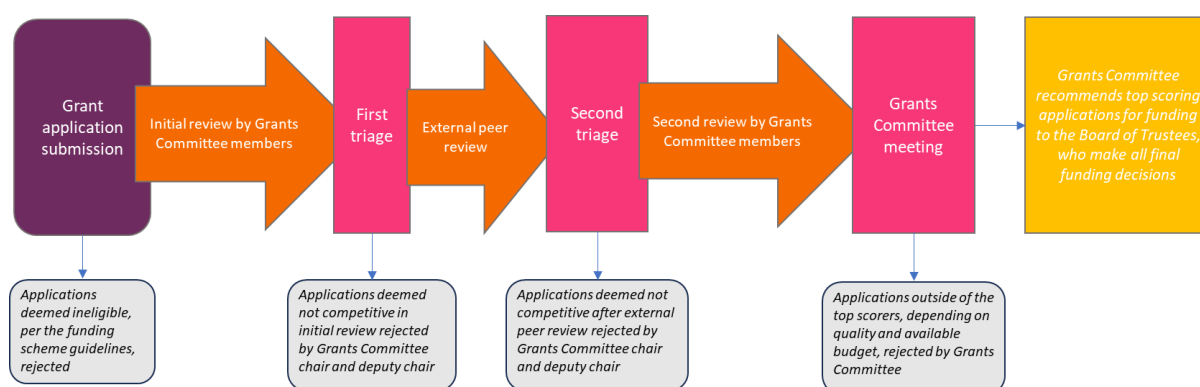 Grant
application
submission
Initial review by Grants
Committee members
First
triage
External peer
review
Second
triage
Second review by Grants
Committee members
Grants
Committee
meeting
Grants Committee
recommends top scoring
applications for funding
to the Board of Trustees,
who make all final
funding decisions
Applications
deemed ineligible,
per the funding
scheme guidelines,
rejected
Applications deemed
not competitive in
initial review rejected
by Grants Committee
chair and deputy chair
Applications deemed not
competitive after external
peer review rejected by
Grants Committee chair
and deputy chair
Applications outside of the
top scorers, depending on
quality and available
budget, rejected by Grants
Committee